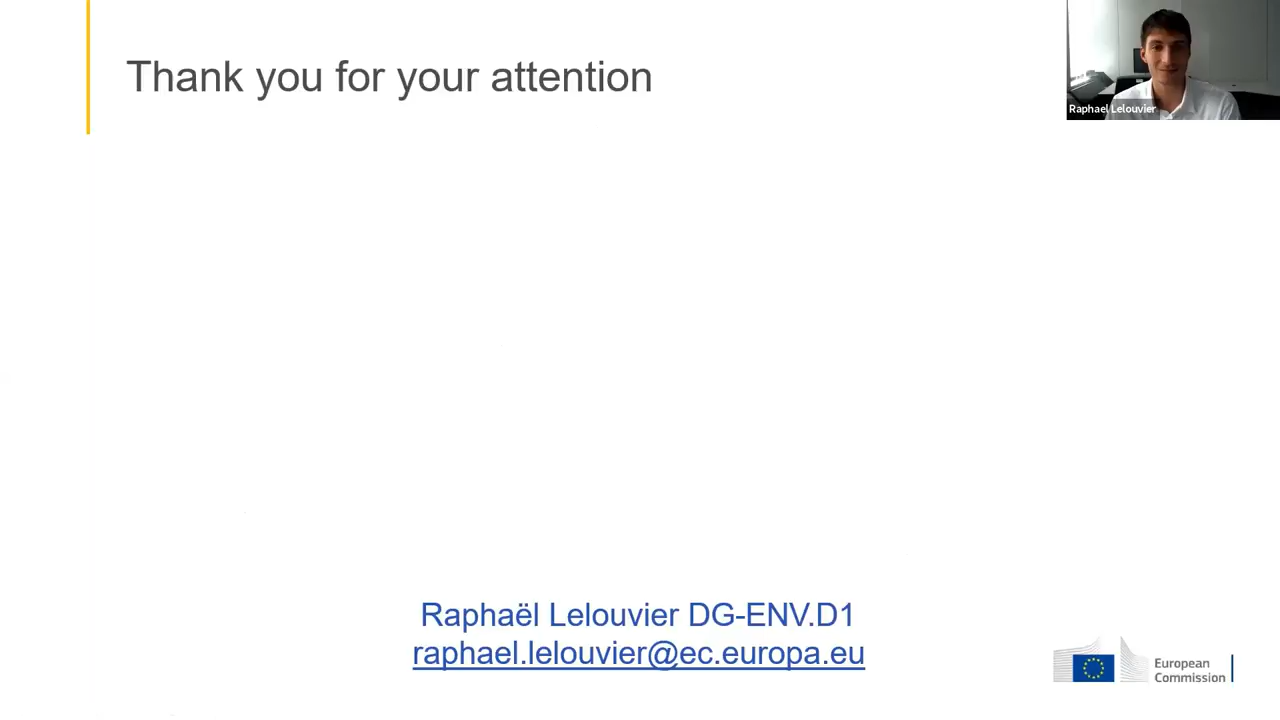 Thank you for your attention
Raphael Lelouvier
Raphaël Lelouvier DG-ENV.D1
raphael.lelouvier@ec.europa.eu
European
Commission